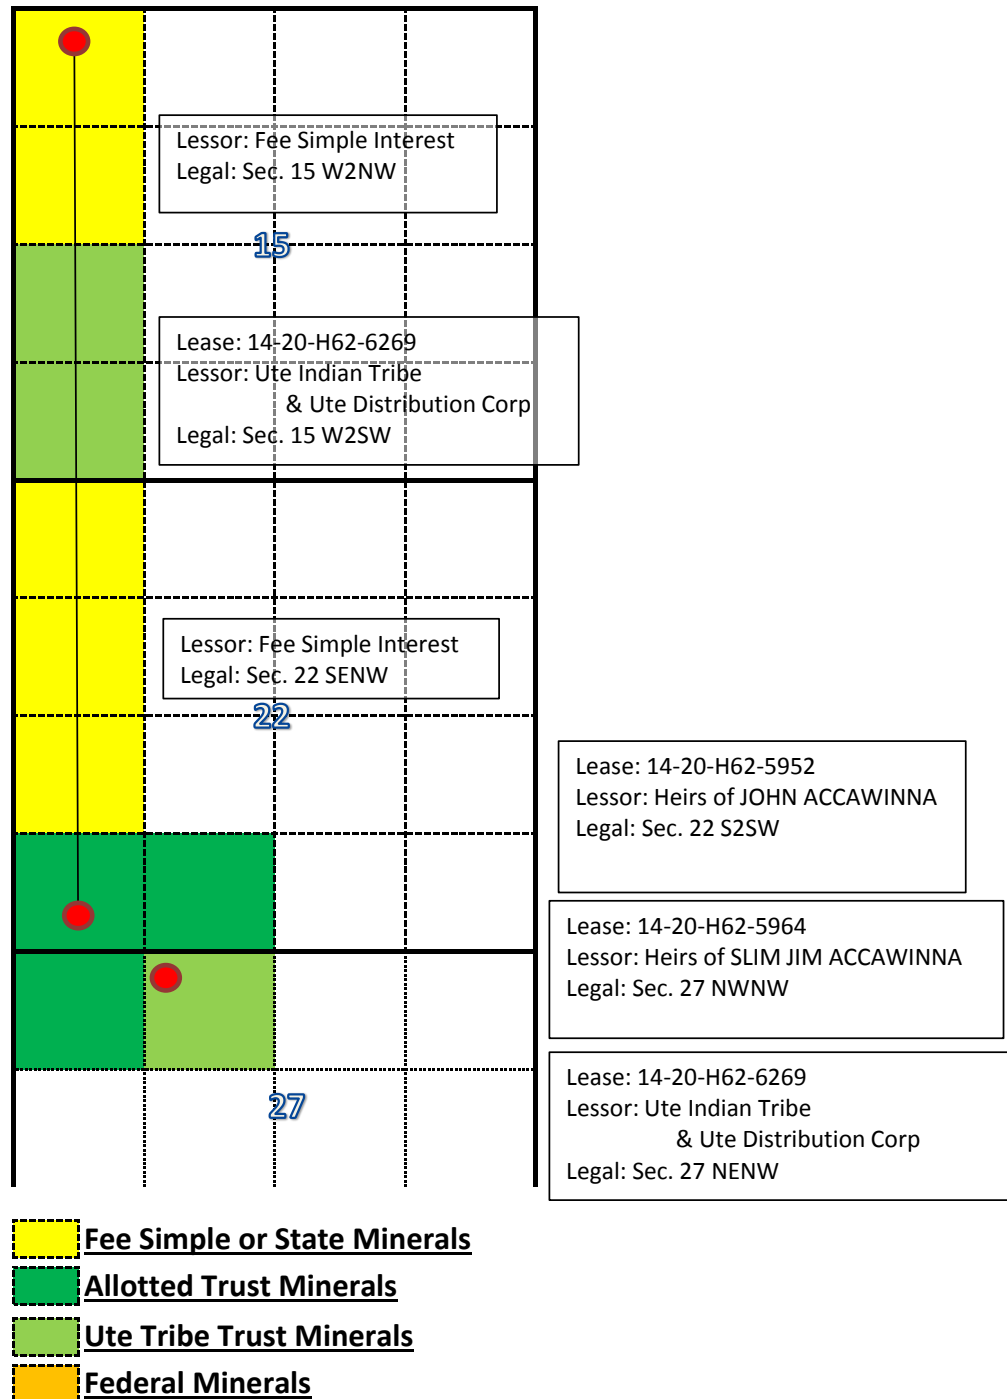 Lessor: Fee Simple Interest
Legal: Sec. 15 W2NW
15
Lease: 14-20-H62-6269
Lessor: Ute Indian Tribe
& Ute Distribution Corp
Legal: Sec. 15 W2SW
Lessor: Fee Simple Interest
Legal: Sec. 22 SENW
22
Lease: 14-20-H62-5952
Lessor: Heirs of JOHN ACCAWINNA
Legal: Sec. 22 S2SW
Lease: 14-20-H62-5964
Lessor: Heirs of SLIM JIM ACCAWINNA
Legal: Sec. 27 NWNW
Lease: 14-20-H62-6269
Lessor: Ute Indian Tribe
& Ute Distribution Corp
Legal: Sec. 27 NENW
27
Fee Simple or State Minerals
Allotted Trust Minerals
Ute Tribe Trust Minerals
Federal Minerals